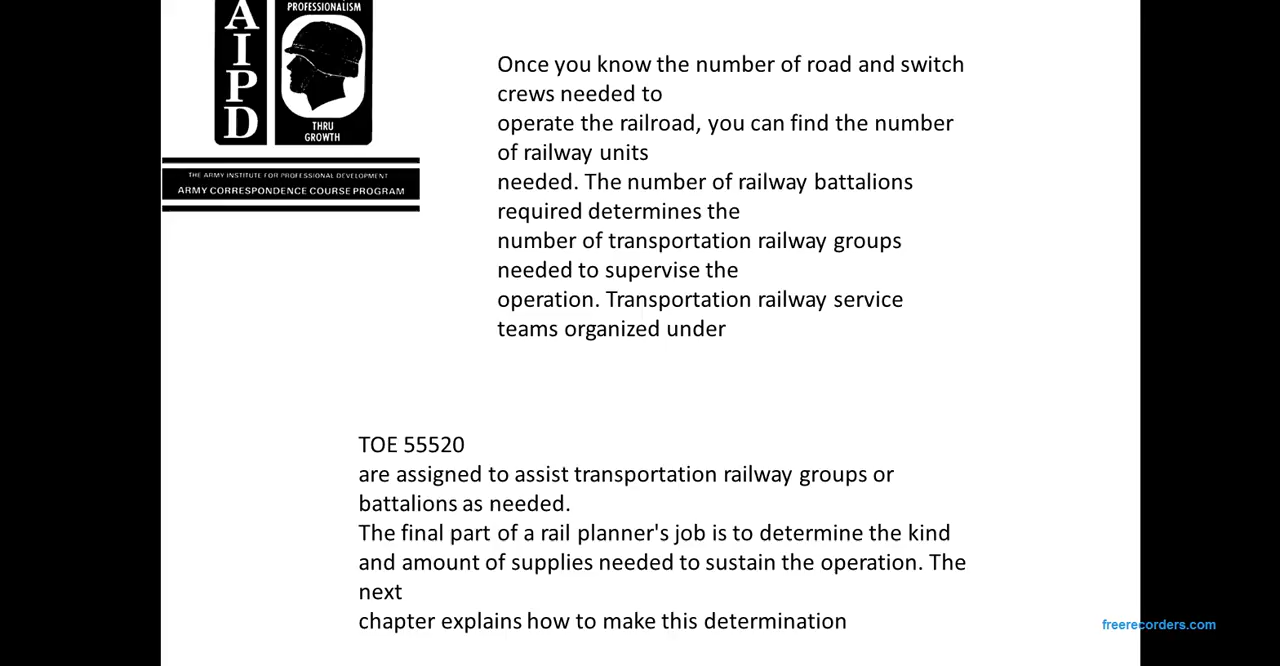 AIPD
PROFESSIONALISM
THRU
GROWTH
THE ARMY INSTITUTE FOR PROFESSIONAL DEVELOPMENT
ARMY CORRESPONDENCE COURSE PROGRAM
Once you know the number of road and switch
crews needed to
operate the railroad, you can find the number
of railway units
needed. The number of railway battalions
required determines the
number of transportation railway groups
needed to supervise the
operation. Transportation railway service
teams organized under
TOE 55520
are assigned to assist transportation railway groups or
battalions as needed.
The final part of a rail planner's job is to determine the kind
and amount of supplies needed to sustain the operation. The
next
chapter explains how to make this determination
freerecorders.com